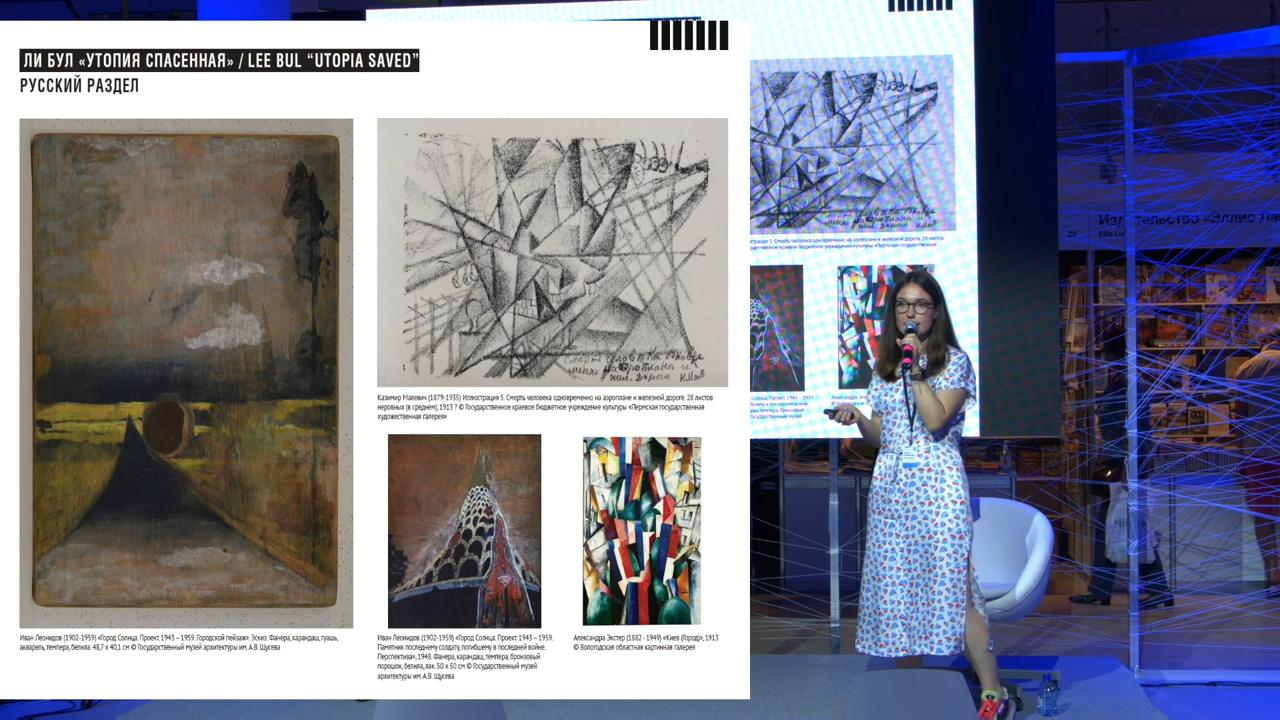 ЛИ БУЛ «УТОПИЯ СПАСЕННАЯ» / LEE BUL “UTOPIA SAVED”
РУССКИЙ РАЗДЕЛ
Казимир Малевич (1879-1935) Иллюстрация 5. Смерть человека одновременно на аэроплане и железной дороге. 28 листов
неровных (в среднем), 1913 ? © Государственное краевое бюджетное учреждение культуры «Пермская государственная
художественная галерея»
Иван Леонидов (1902-1959) «Город Солнца. Проект. 1943 – 1959. Городской пейзаж». Эскиз. Фанера, карандаш, гуашь,
акварель, темпера, белила. 48,7 х 40,1 см © Государственный музей архитектуры им. А.В. Щусева
Иван Леонидов (1902-1959) «Город Солнца. Проект. 1943 – 1959.
Памятник последнему солдату, погибшему в последней войне.
Перспектива», 1948. Фанера, карандаш, темпера, бронзовый
порошок, белила, лак. 50 х 50 см © Государственный музей
архитектуры им. А.В. Щусева
Александра Экстер (1882 - 1949) «Киев (Город)», 1913
© Вологодская областная картинная галерея
Издательство «Эллис